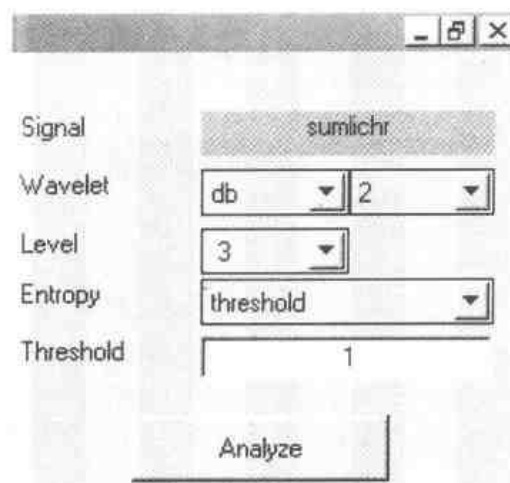 Signal sumlichr
Wavelet db 2
Level 3
Entropy threshold
Threshold 1
Analyze